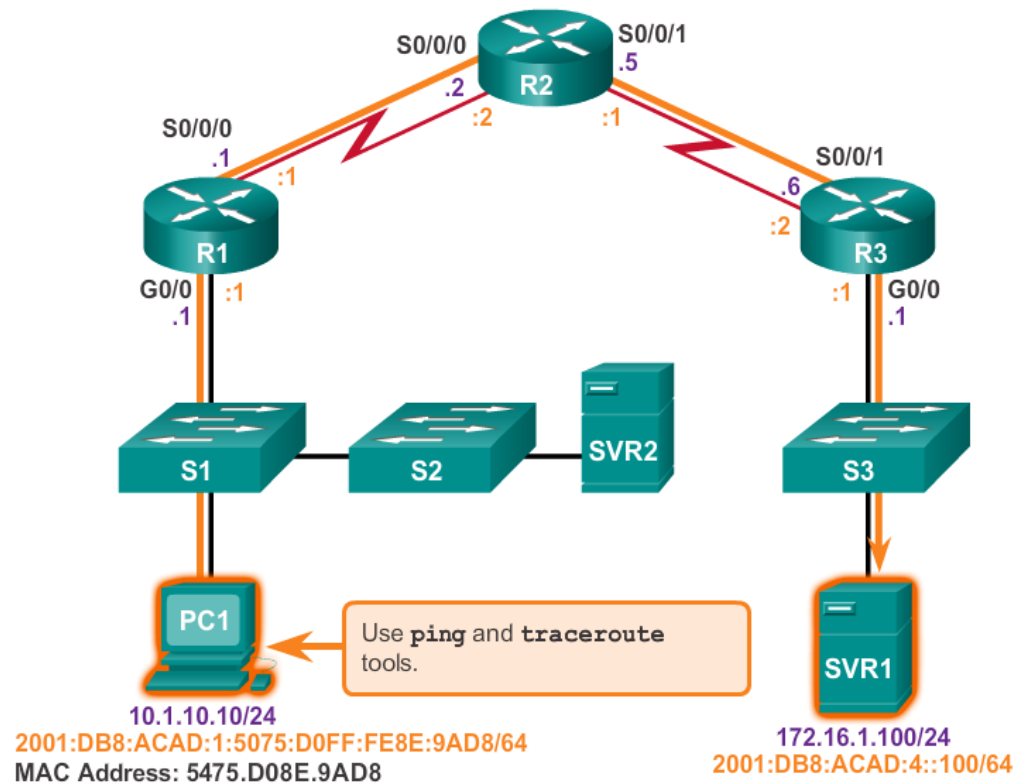 S0/0/0
S0/0/1
.5
R2
.2
:2
:1
S0/0/0
.1
:1
S0/0/1
.6
:2
R1
R3
G0/0
:1
.1
:1
G0/0
.1
S1
S2
SVR2
S3
PC1
Use ping and traceroute
tools.
SVR1
10.1.10.10/24
2001:DB8:ACAD:1:5075:D0FF:FE8E:9AD8/64
MAC Address: 5475.D08E.9AD8
172.16.1.100/24
2001:DB8:ACAD:4::100/64